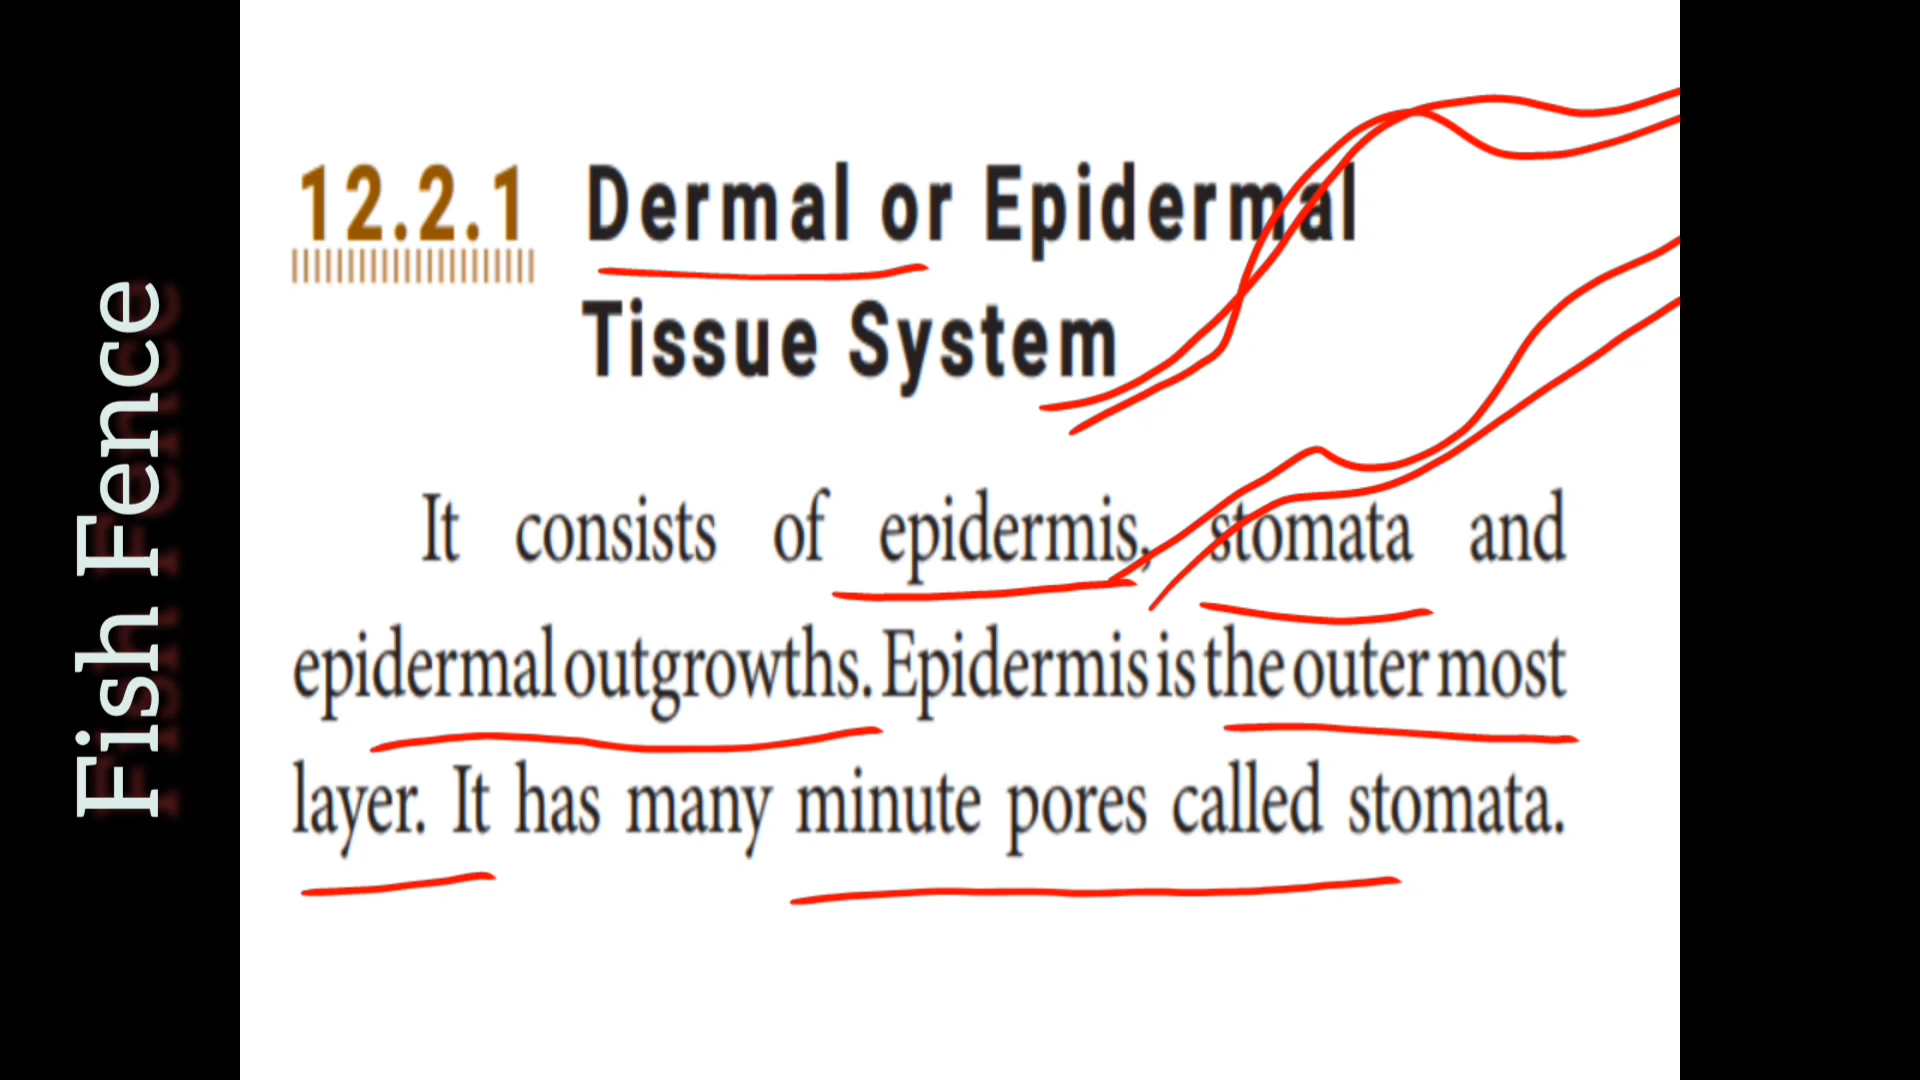 Fish Fence
12.2.1 Dermal or Epidermal
Tissue System
It consists of epidermis, stomata and
epidermal outgrowths. Epidermis is the outer most
layer. It has many minute pores called stomata.